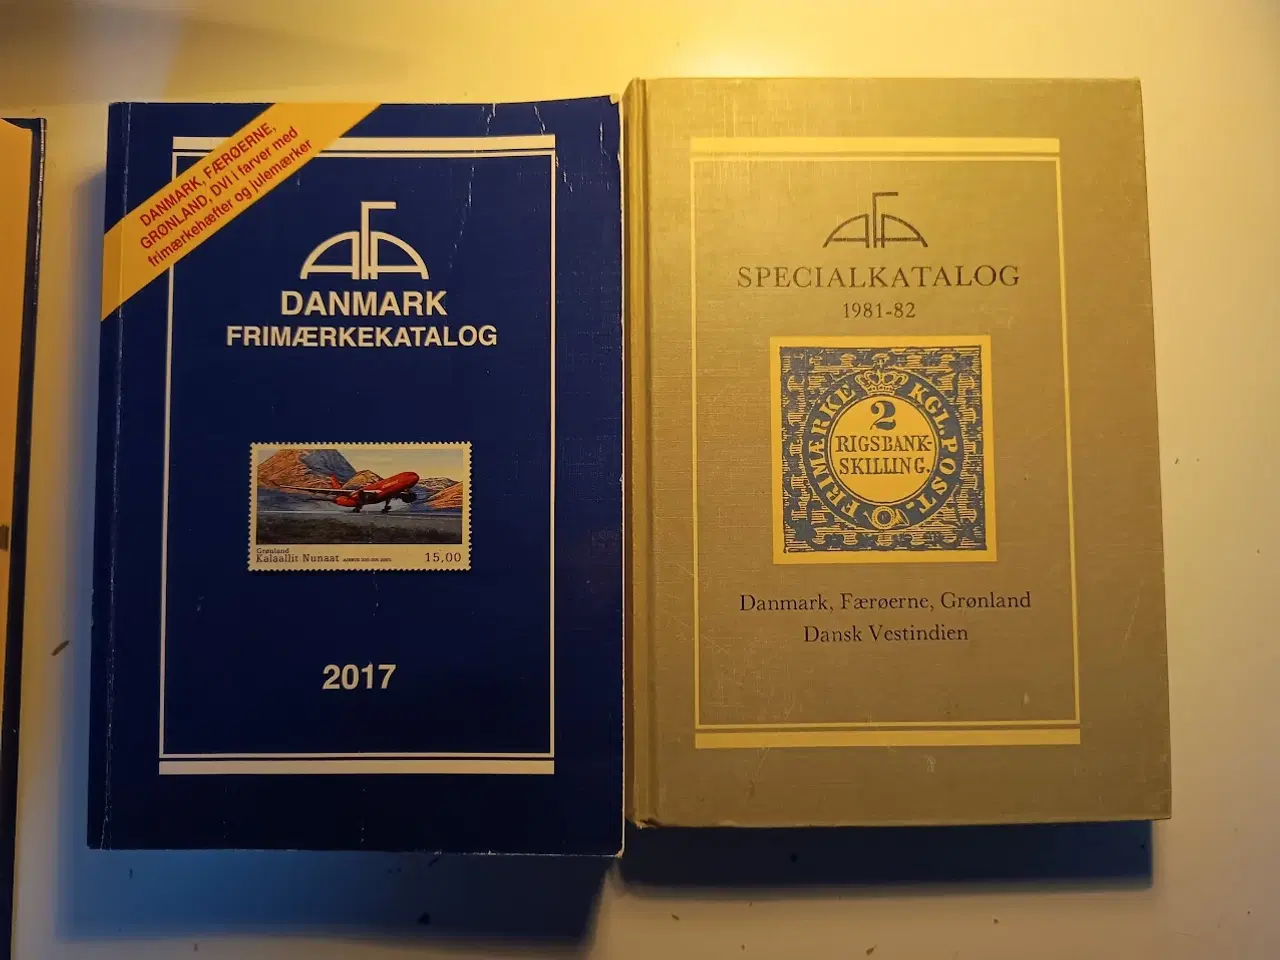 DANMARK, FÆRØERNE,
GRØNLAND, DVI i farver med
frimærkehæfter og julemærker
AFA
DANMARK
FRIMÆRKEKATALOG
Grønland
Kalaallit Nunaat
15,00
2017
AFA
SPECIALKATALOG
1981-82
FRIMÆRKE KGL. POST.
2
RIGSBANK-
SKILLING.
Danmark, Færøerne, Grønland
Dansk Vestindien